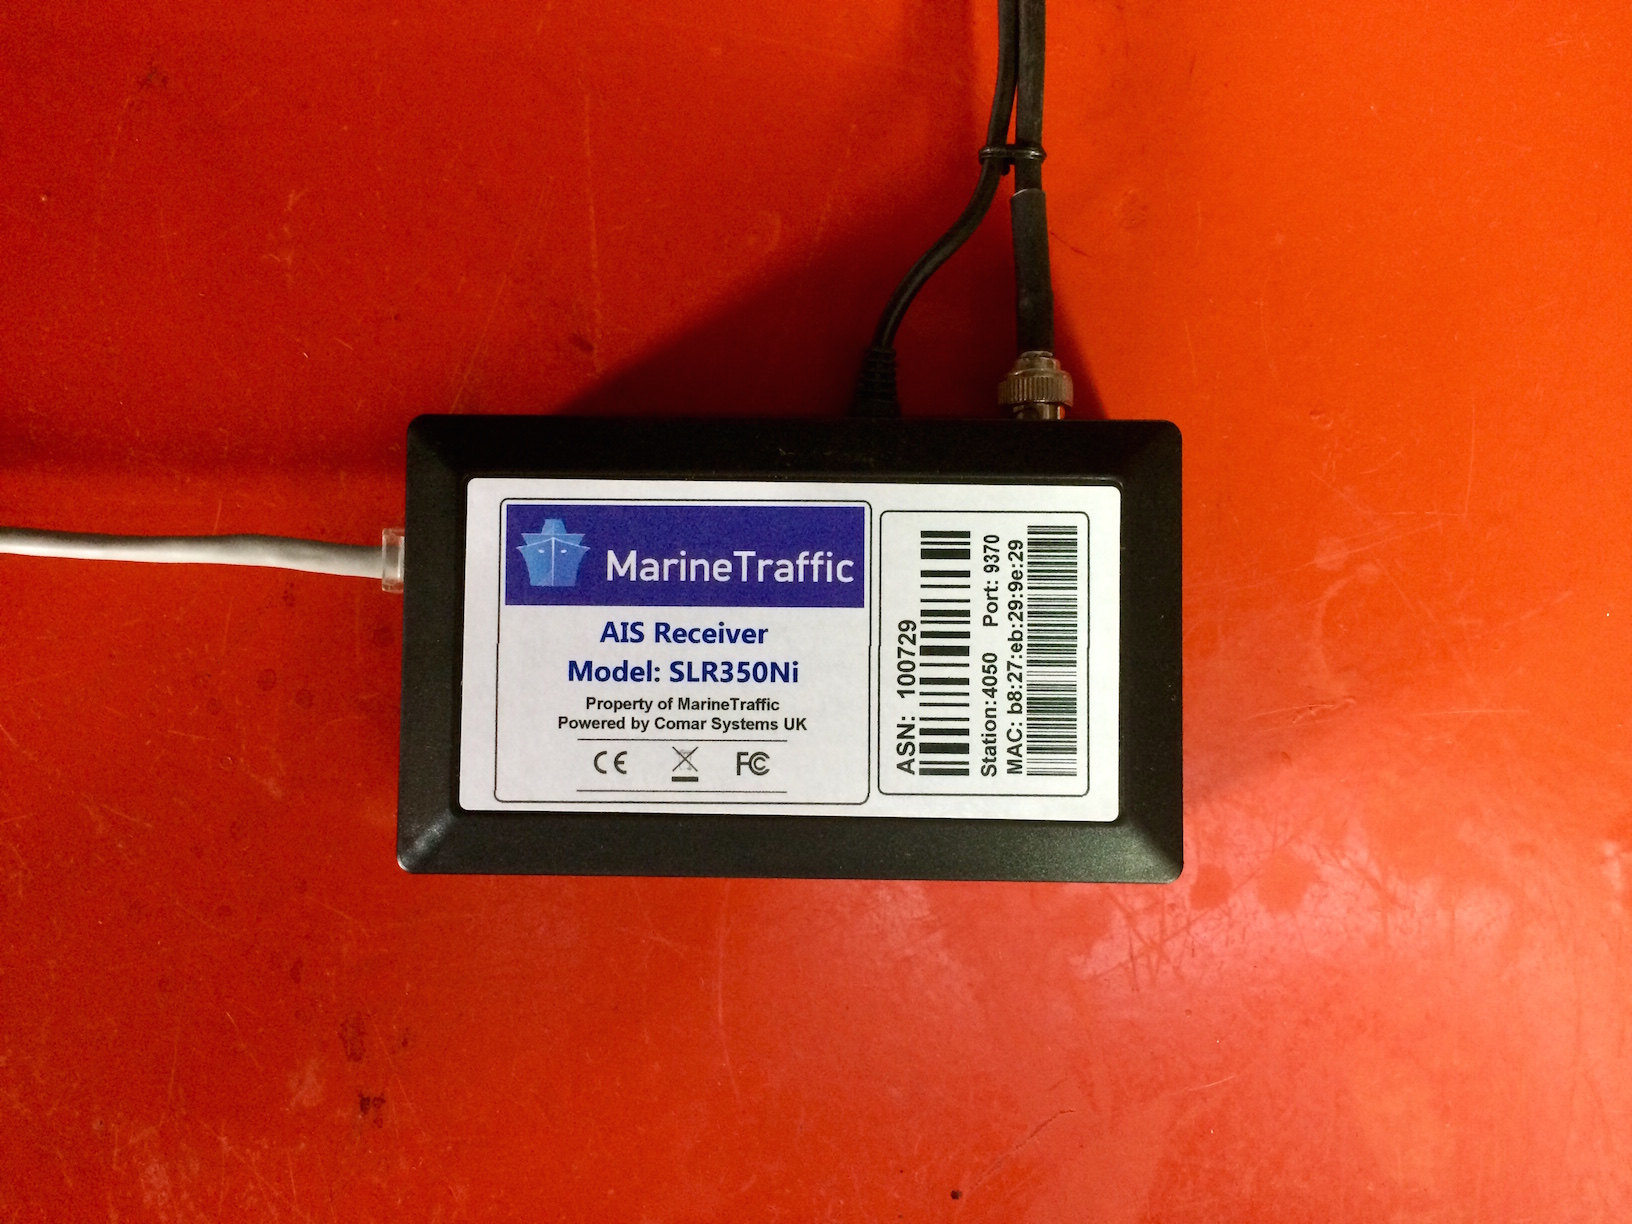 MarineTraffic
AIS Receiver
Model: SLR350Ni
Property of MarineTraffic
Powered by Comar Systems UK
CE
FC
ASN: 100729
Station:4050 Port: 9370
MAC: b8:27:eb:29:9e:29